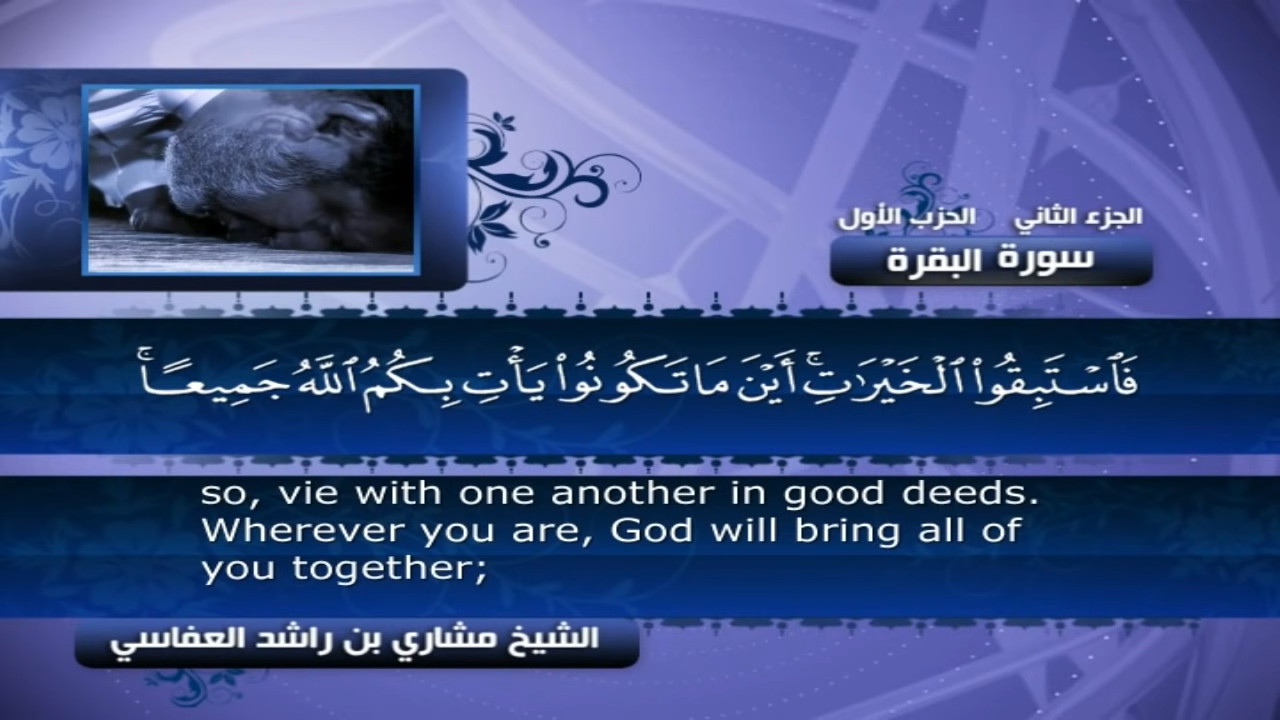 الجزء الثاني الحزب الأول
سورة البقرة
فَٱسْتَبِقُوا۟ ٱلْخَيْرَٰتِ ۚ أَيْنَ مَا تَكُونُوا۟ يَأْتِ بِكُمُ ٱللَّهُ جَمِيعًا ۚ
so, vie with one another in good deeds.
Wherever you are, God will bring all of
you together;
الشيخ مشاري بن راشد العفاسي